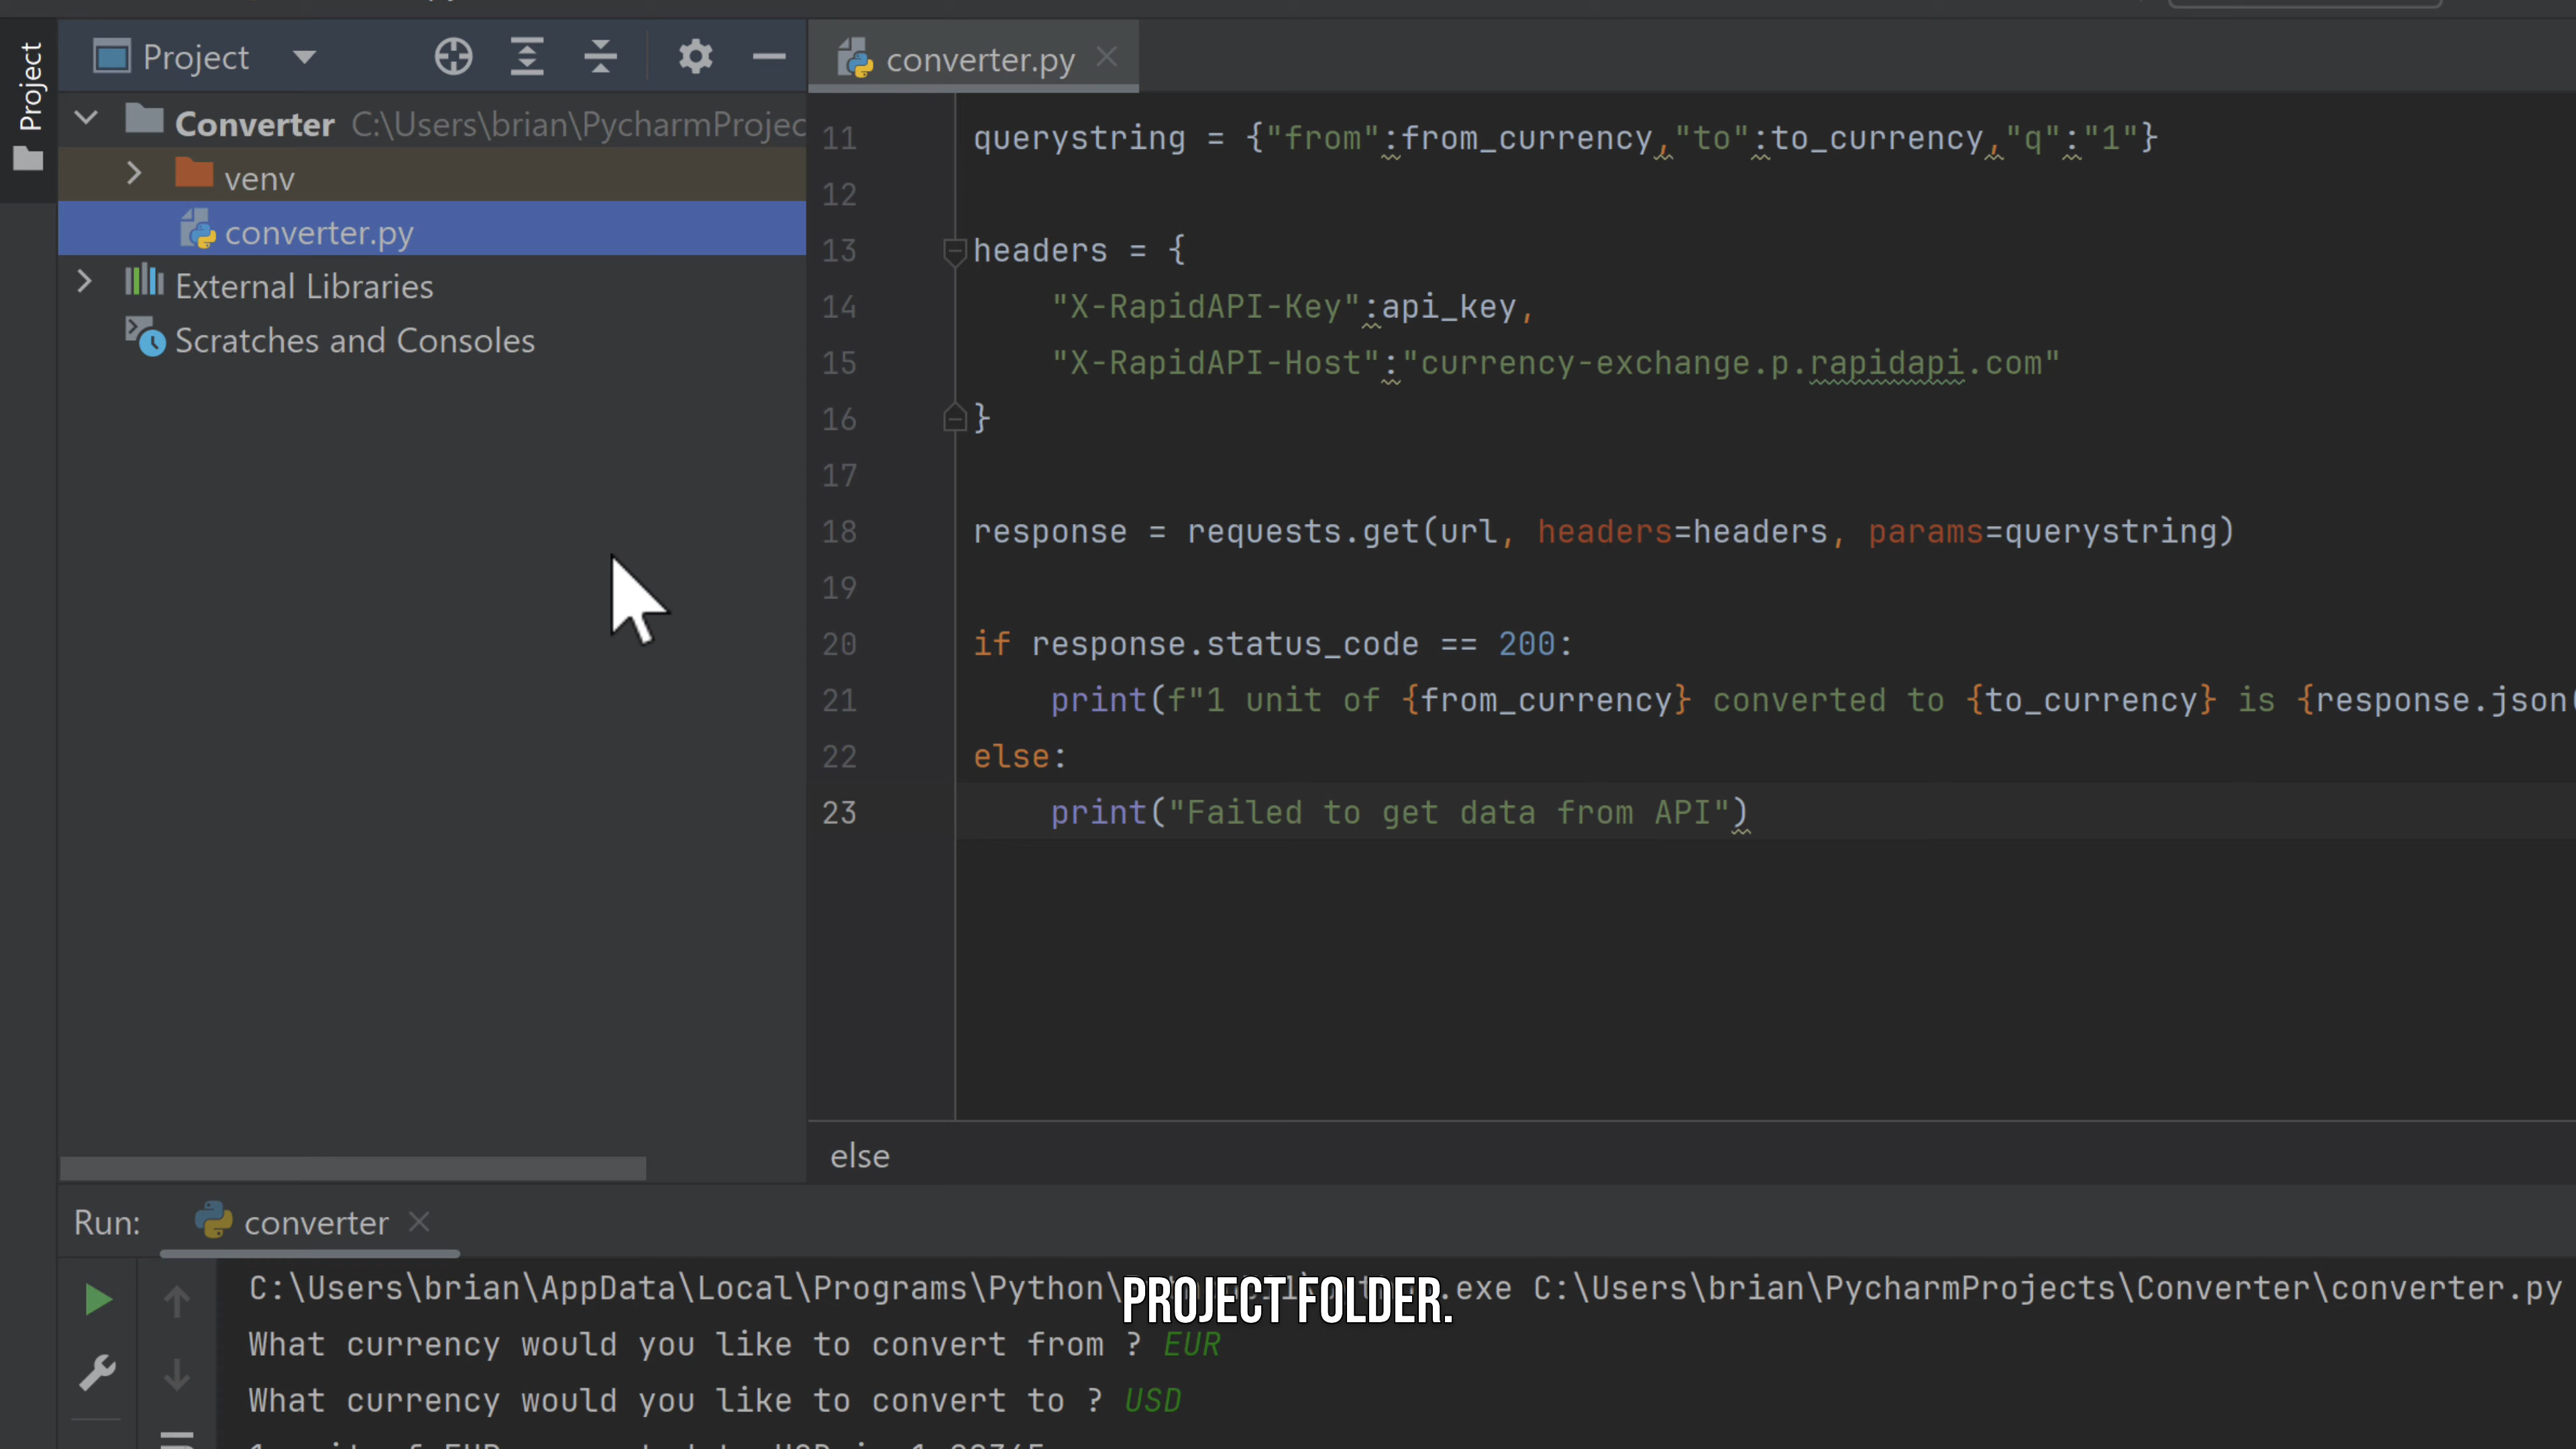 Project
Project
Converter C:\Users\brian\PycharmProjec
venv
converter.py
External Libraries
Scratches and Consoles
converter.py
11 querystring = {"from":from_currency,"to":to_currency,"q":"1"}
12
13 headers = {
14 "X-RapidAPI-Key":api_key,
15 "X-RapidAPI-Host":"currency-exchange.p.rapidapi.com"
16 }
17
18 response = requests.get(url, headers=headers, params=querystring)
19
20 if response.status_code == 200:
21 print(f"1 unit of {from_currency} converted to {to_currency} is {response.json(
22 else:
23 print("Failed to get data from API")
else
Run: converter
C:\Users\brian\AppData\Local\Programs\Python\ .exe C:\Users\brian\PycharmProjects\Converter\converter.py
PROJECT FOLDER.
What currency would you like to convert from ? EUR
What currency would you like to convert to ? USD